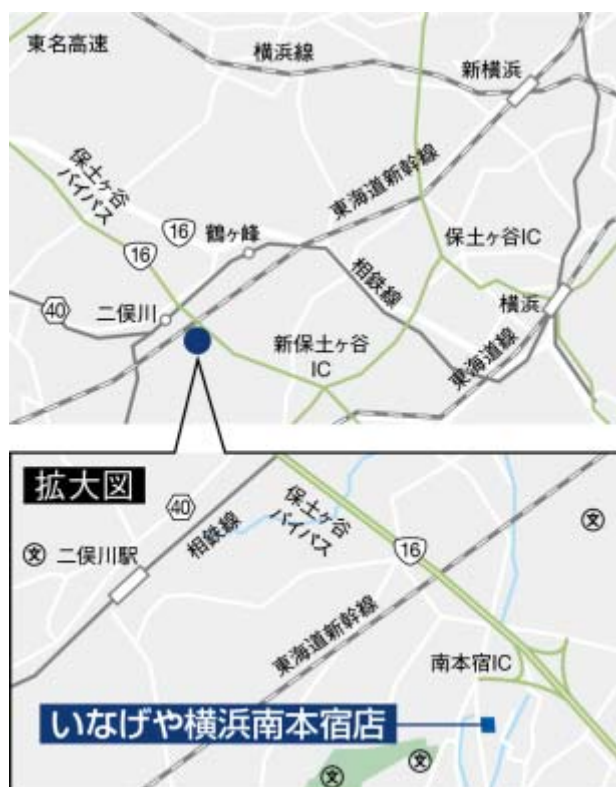 東名高速
横浜線
新横浜
保土ヶ谷
バイパス
東海道新幹線
16
16
鶴ヶ峰
保土ヶ谷IC
相鉄線
40
二俣川
横浜
新保土ヶ谷
IC
東海道線
拡大図
40
保土ヶ谷
バイパス
相鉄線
文
二俣川駅
16
文
東海道新幹線
南本宿IC
いなげや横浜南本宿店
文
文